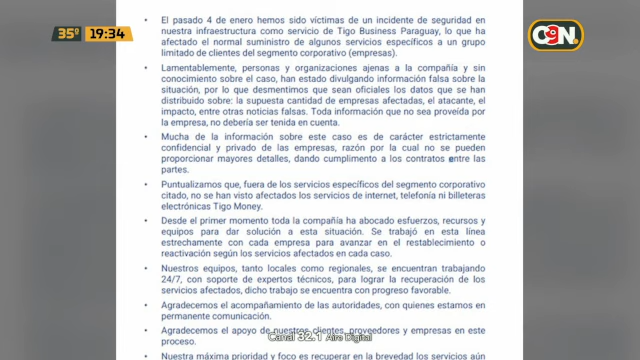 35º 19:34
C9N
• El pasado 4 de enero hemos sido víctimas de un incidente de seguridad en
nuestra infraestructura como servicio de Tigo Business Paraguay, lo que
ha afectado el normal suministro de algunos servicios específicos a un grupo
limitado de clientes del segmento corporativo (empresas).
• Lamentablemente, personas y organizaciones ajenas a la compañía y sin
conocimiento sobre el caso, han estado divulgando información falsa sobre la
situación, por lo que desmentimos que sean oficiales los datos que se
han distribuido sobre: la supuesta cantidad de empresas afectadas, el atacante, el
impacto, entre otras noticias falsas. Toda información que no sea proveída por
la empresa, no debería ser tenida en cuenta.
• Mucha de la información sobre este caso es de carácter estrictamente
confidencial y privado de las empresas, razón por la cual no se pueden
proporcionar mayores detalles, dando cumplimiento a los contratos entre las
partes.
• Puntualizamos que, fuera de los servicios específicos del segmento corporativo
citado, no se han visto afectados los servicios de internet, telefonía ni billeteras
electrónicas Tigo Money.
• Desde el primer momento toda la compañía ha abocado esfuerzos, recursos y
equipos para dar solución a esta situación. Se trabajó en esta línea
estrechamente con cada empresa para avanzar en el restablecimiento o
reactivación según los servicios afectados en cada caso.
• Nuestros equipos, tanto locales como regionales, se encuentran trabajando
24/7, con soporte de expertos técnicos, para lograr la recuperación de los
servicios afectados, dicho trabajo se encuentra con progreso favorable.
• Agradecemos el acompañamiento de las autoridades, con quienes estamos en
permanente comunicación.
• Agradecemos el apoyo de nuestros clientes, proveedores y empresas en este
proceso.
Canal 32.1 Aire Digital
• Nuestra máxima prioridad y foco es recuperar en la brevedad los servicios aún